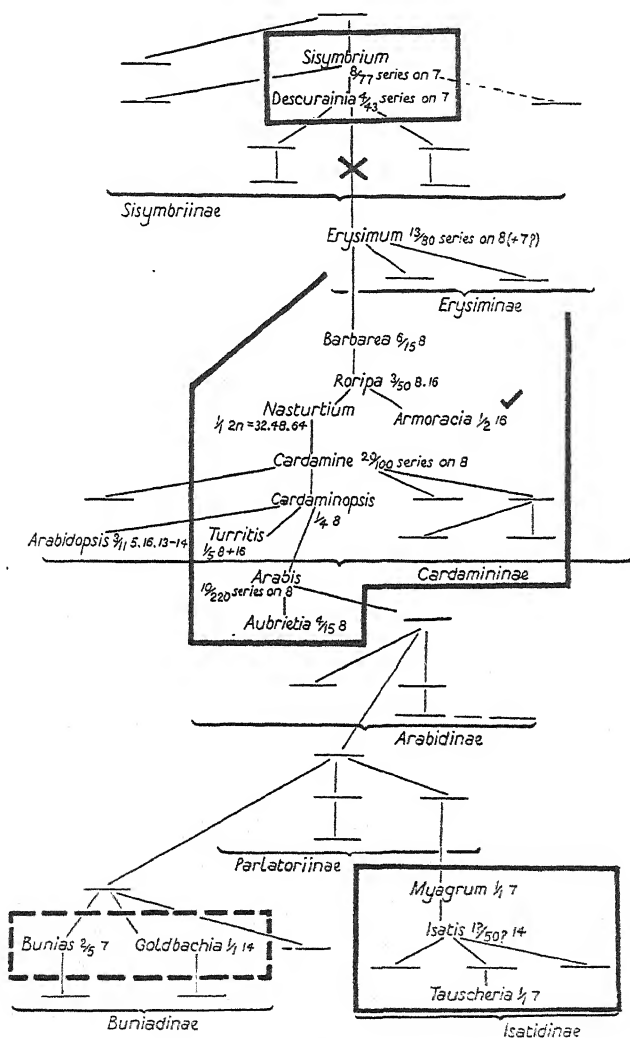 Sisymbrium
8/77 series on 7
Descurainia 4/43 series on 7
Sisymbriinae
Erysimum 13/80 series on 8 (+7?)
Erysiminae
Barbarea 6/15 8
Roripa 3/50 8.16
Nasturtium
1/1 2n=32.48.64
Armoracia 1/2 16
Cardamine 29/100 series on 8
Cardaminopsis
1/4 8
Arabidopsis 3/11 5.16.13-14
Turritis
1/5 8+16
Cardamininae
Arabis
19/220 series on 8
Aubrietia 4/15 8
Arabidinae
Parlatoriinae
Myagrum 1/1 7
Bunias 2/5 7
Goldbachia 1/1 14
Isatis 50? 14
Tauscheria 1/1 7
Buniadinae
Isatidinae